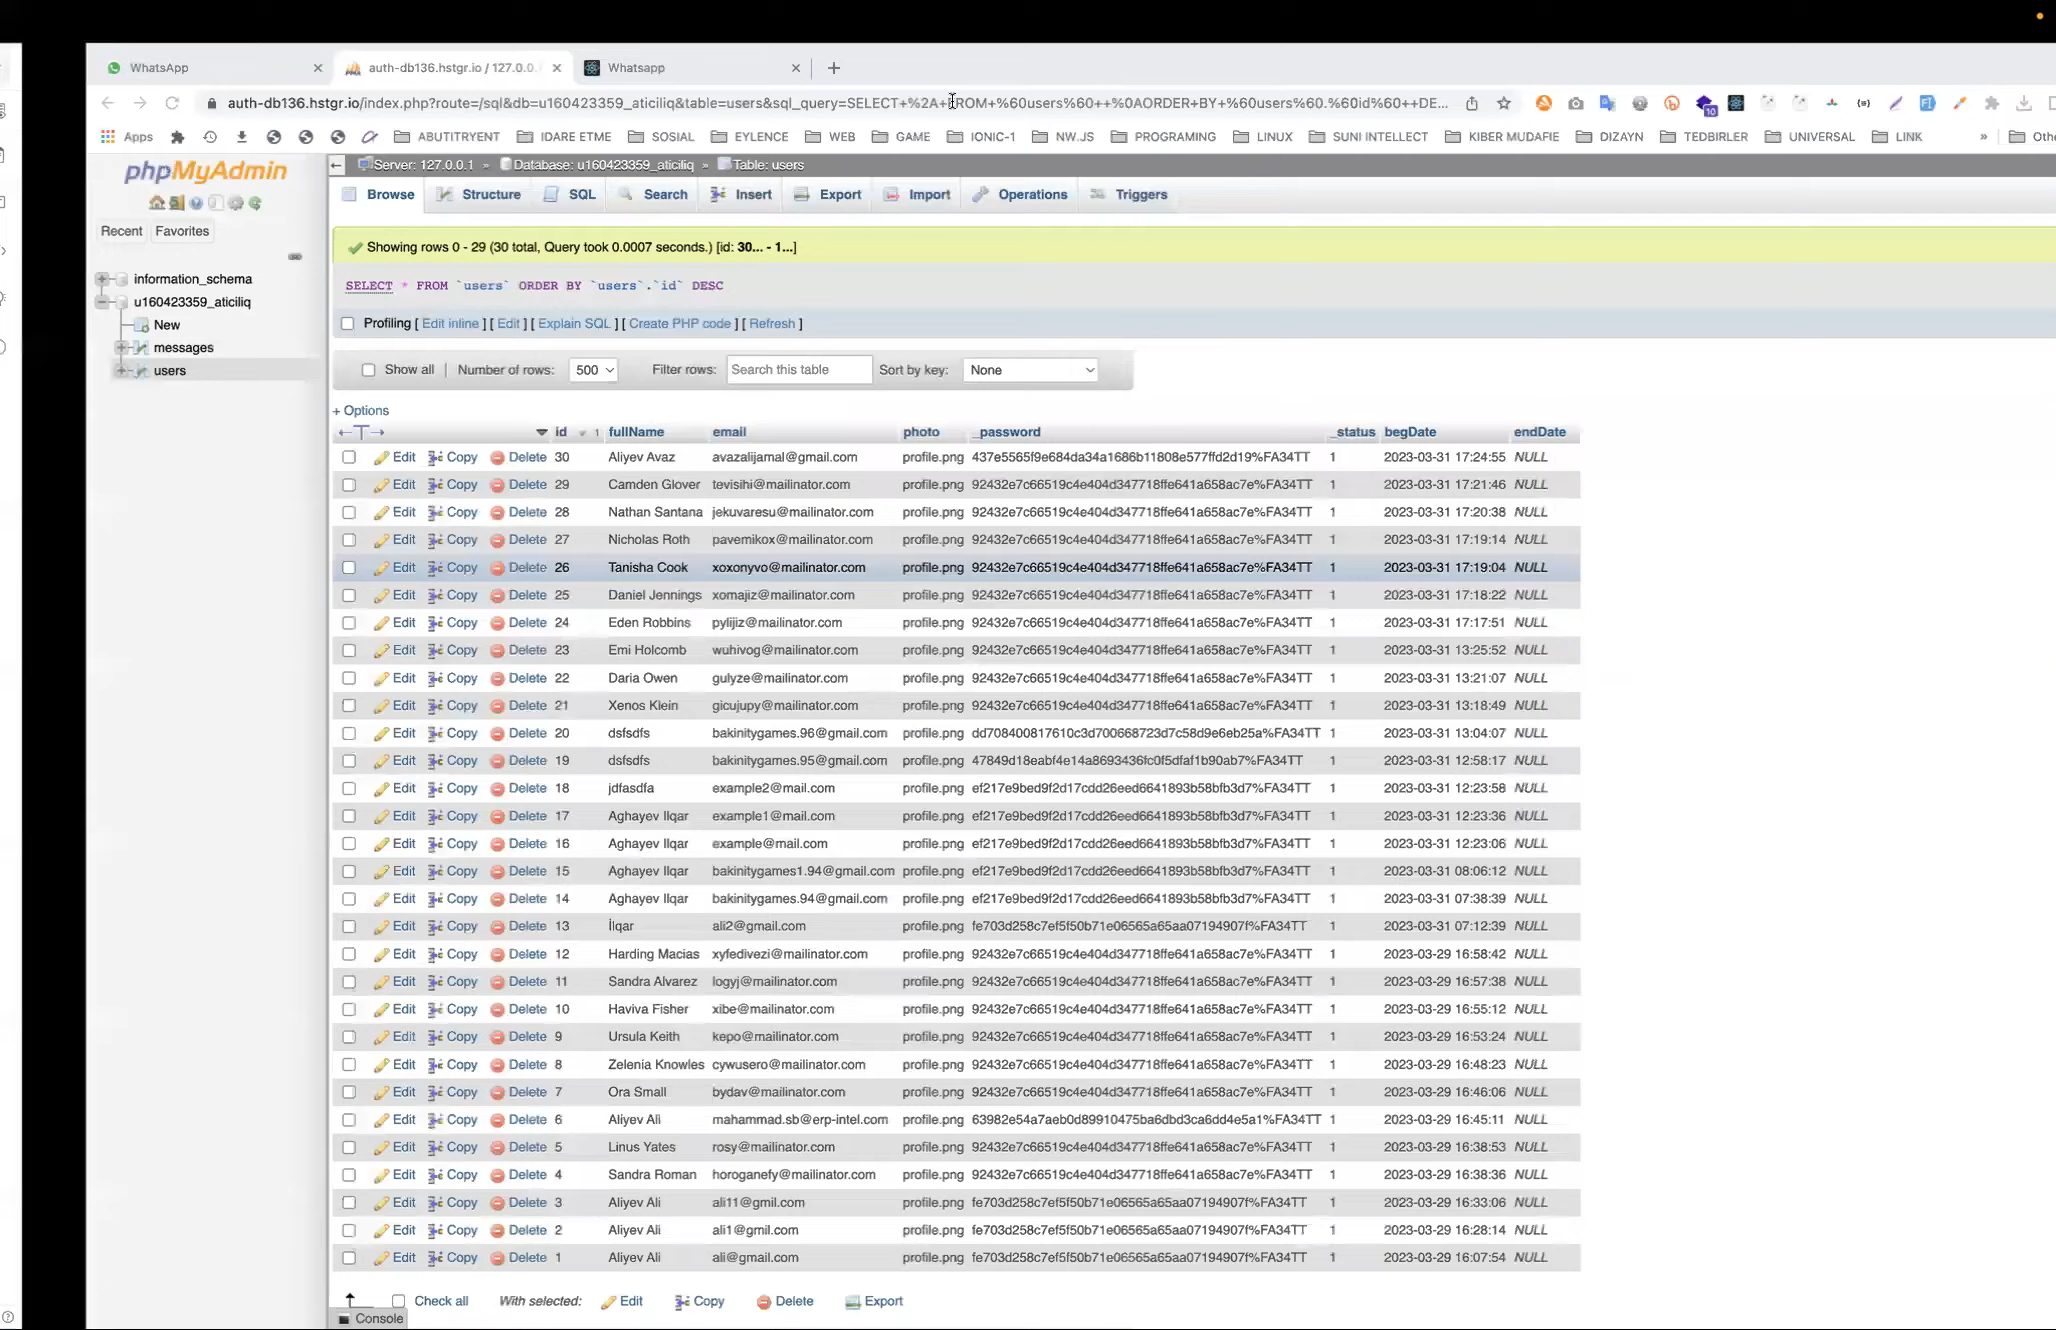 WhatsApp
auth-db136.hstgr.io / 127.0.0.
Whatsapp
auth-db136.hstgr.io/index.php?route=/sql&db=u160423359_aticiliq&table=users&sql_query=SELECT+%2A+FROM+%60users%60++%0AORDER+BY+%60users%60.%60id%60++DE...
Apps ABUTITRYENT IDARE ETME SOSIAL EYLENCE WEB GAME IONIC-1 NW.JS PROGRAMING LINUX SUNI INTELLECT KIBER MUDAFIE DIZAYN TEDBIRLER UNIVERSAL LINK » Othe
phpMyAdmin
Recent Favorites
information_schema
u160423359_aticiliq
New
messages
users
Server: 127.0.0.1 » Database: u160423359_aticiliq » Table: users
Browse Structure SQL Search Insert Export Import Operations Triggers
Showing rows 0 - 29 (30 total, Query took 0.0007 seconds.) [id: 30... - 1...]
SELECT * FROM `users` ORDER BY `users`.`id` DESC
Profiling [ Edit inline ] [ Edit ] [ Explain SQL ] [ Create PHP code ] [ Refresh ]
Show all | Number of rows: 500 Filter rows: Search this table Sort by key: None
+ Options
←T→ id 1 fullName email photo _password _status begDate endDate
Edit Copy Delete 30 Aliyev Avaz avazalijamal@gmail.com profile.png 437e5565f9e684da34a1686b11808e577ffd2d19%FA34TT 1 2023-03-31 17:24:55 NULL
Edit Copy Delete 29 Camden Glover tevisihi@mailinator.com profile.png 92432e7c66519c4e404d347718ffe641a658ac7e%FA34TT 1 2023-03-31 17:21:46 NULL
Edit Copy Delete 28 Nathan Santana jekuvaresu@mailinator.com profile.png 92432e7c66519c4e404d347718ffe641a658ac7e%FA34TT 1 2023-03-31 17:20:38 NULL
Edit Copy Delete 27 Nicholas Roth pavemikox@mailinator.com profile.png 92432e7c66519c4e404d347718ffe641a658ac7e%FA34TT 1 2023-03-31 17:19:14 NULL
Edit Copy Delete 26 Tanisha Cook xoxonyvo@mailinator.com profile.png 92432e7c66519c4e404d347718ffe641a658ac7e%FA34TT 1 2023-03-31 17:19:04 NULL
Edit Copy Delete 25 Daniel Jennings xomajiz@mailinator.com profile.png 92432e7c66519c4e404d347718ffe641a658ac7e%FA34TT 1 2023-03-31 17:18:22 NULL
Edit Copy Delete 24 Eden Robbins pylijiz@mailinator.com profile.png 92432e7c66519c4e404d347718ffe641a658ac7e%FA34TT 1 2023-03-31 17:17:51 NULL
Edit Copy Delete 23 Emi Holcomb wuhivog@mailinator.com profile.png 92432e7c66519c4e404d347718ffe641a658ac7e%FA34TT 1 2023-03-31 13:25:52 NULL
Edit Copy Delete 22 Daria Owen gulyze@mailinator.com profile.png 92432e7c66519c4e404d347718ffe641a658ac7e%FA34TT 1 2023-03-31 13:21:07 NULL
Edit Copy Delete 21 Xenos Klein gicujupy@mailinator.com profile.png 92432e7c66519c4e404d347718ffe641a658ac7e%FA34TT 1 2023-03-31 13:18:49 NULL
Edit Copy Delete 20 dsfsdfs bakinitygames.96@gmail.com profile.png dd708400817610c3d700668723d7c58d9e6eb25a%FA34TT 1 2023-03-31 13:04:07 NULL
Edit Copy Delete 19 dsfsdfs bakinitygames.95@gmail.com profile.png 47849d18eabf4e14a8693436fc0f5dfaf1b90ab7%FA34TT 1 2023-03-31 12:58:17 NULL
Edit Copy Delete 18 jdfasdfa example2@mail.com profile.png ef217e9bed9f2d17cdd26eed6641893b58bfb3d7%FA34TT 1 2023-03-31 12:23:58 NULL
Edit Copy Delete 17 Aghayev Ilqar example1@mail.com profile.png ef217e9bed9f2d17cdd26eed6641893b58bfb3d7%FA34TT 1 2023-03-31 12:23:36 NULL
Edit Copy Delete 16 Aghayev Ilqar example@mail.com profile.png ef217e9bed9f2d17cdd26eed6641893b58bfb3d7%FA34TT 1 2023-03-31 12:23:06 NULL
Edit Copy Delete 15 Aghayev Ilqar bakinitygames1.94@gmail.com profile.png ef217e9bed9f2d17cdd26eed6641893b58bfb3d7%FA34TT 1 2023-03-31 08:06:12 NULL
Edit Copy Delete 14 Aghayev Ilqar bakinitygames.94@gmail.com profile.png ef217e9bed9f2d17cdd26eed6641893b58bfb3d7%FA34TT 1 2023-03-31 07:38:39 NULL
Edit Copy Delete 13 İlqar ali2@gmail.com profile.png fe703d258c7ef5f50b71e06565a65aa07194907f%FA34TT 1 2023-03-31 07:12:39 NULL
Edit Copy Delete 12 Harding Macias xyfedivezi@mailinator.com profile.png 92432e7c66519c4e404d347718ffe641a658ac7e%FA34TT 1 2023-03-29 16:58:42 NULL
Edit Copy Delete 11 Sandra Alvarez logyj@mailinator.com profile.png 92432e7c66519c4e404d347718ffe641a658ac7e%FA34TT 1 2023-03-29 16:57:38 NULL
Edit Copy Delete 10 Haviva Fisher xibe@mailinator.com profile.png 92432e7c66519c4e404d347718ffe641a658ac7e%FA34TT 1 2023-03-29 16:55:12 NULL
Edit Copy Delete 9 Ursula Keith kepo@mailinator.com profile.png 92432e7c66519c4e404d347718ffe641a658ac7e%FA34TT 1 2023-03-29 16:53:24 NULL
Edit Copy Delete 8 Zelenia Knowles cywusero@mailinator.com profile.png 92432e7c66519c4e404d347718ffe641a658ac7e%FA34TT 1 2023-03-29 16:48:23 NULL
Edit Copy Delete 7 Ora Small bydav@mailinator.com profile.png 92432e7c66519c4e404d347718ffe641a658ac7e%FA34TT 1 2023-03-29 16:46:06 NULL
Edit Copy Delete 6 Aliyev Ali mahammad.sb@erp-intel.com profile.png 63982e54a7aeb0d89910475ba6dbd3ca6dd4e5a1%FA34TT 1 2023-03-29 16:45:11 NULL
Edit Copy Delete 5 Linus Yates rosy@mailinator.com profile.png 92432e7c66519c4e404d347718ffe641a658ac7e%FA34TT 1 2023-03-29 16:38:53 NULL
Edit Copy Delete 4 Sandra Roman horoganefy@mailinator.com profile.png 92432e7c66519c4e404d347718ffe641a658ac7e%FA34TT 1 2023-03-29 16:38:36 NULL
Edit Copy Delete 3 Aliyev Ali ali11@gmil.com profile.png fe703d258c7ef5f50b71e06565a65aa07194907f%FA34TT 1 2023-03-29 16:33:06 NULL
Edit Copy Delete 2 Aliyev Ali ali1@gmil.com profile.png fe703d258c7ef5f50b71e06565a65aa07194907f%FA34TT 1 2023-03-29 16:28:14 NULL
Edit Copy Delete 1 Aliyev Ali ali@gmail.com profile.png fe703d258c7ef5f50b71e06565a65aa07194907f%FA34TT 1 2023-03-29 16:07:54 NULL
Check all With selected: Edit Copy Delete Export
Console